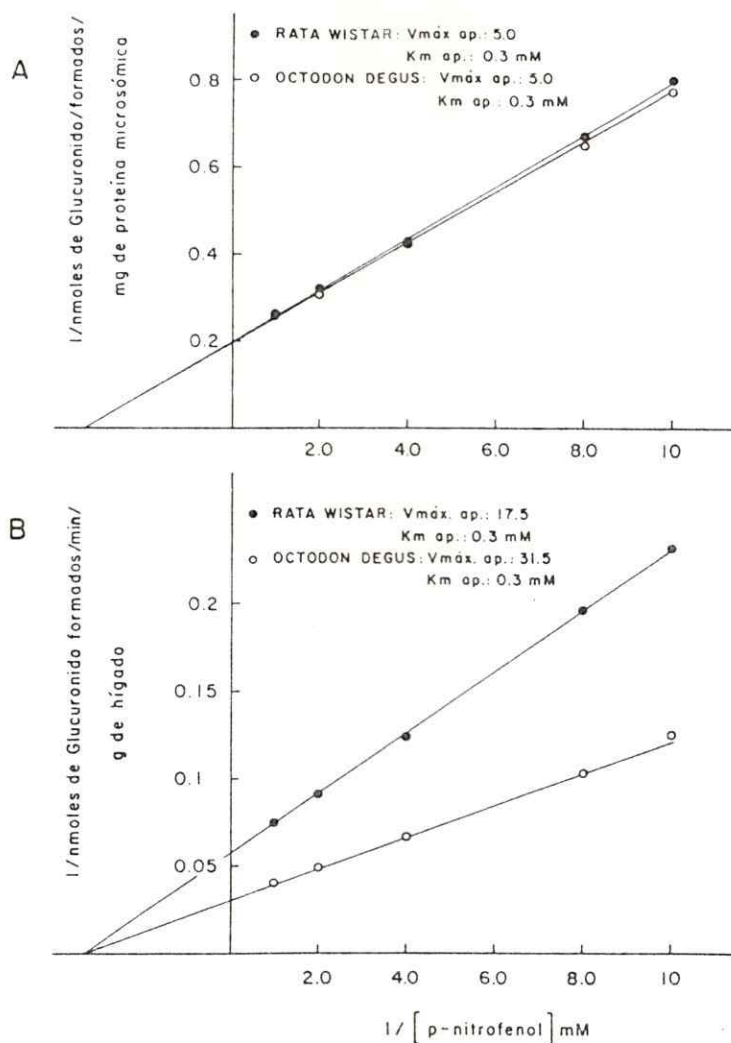 A
● RATA WISTAR: Vmáx ap.: 5.0
Km ap.: 0.3 mM
○ OCTODON DEGUS: Vmáx ap.: 5.0
Km ap.: 0.3 mM
1/nmoles de Glucuronido/formados/
mg de proteína microsómica
0.8
0.6
0.4
0.2
2.0
4.0
6.0
8.0
10
B
● RATA WISTAR: Vmáx. ap.: 17.5
Km ap.: 0.3 mM
○ OCTODON DEGUS: Vmáx. ap.: 31.5
Km ap.: 0.3 mM
1/nmoles de Glucuronido formados/min/
g de hígado
0.2
0.15
0.1
0.05
2.0
4.0
6.0
8.0
10
1/[p-nitrofenol]mM